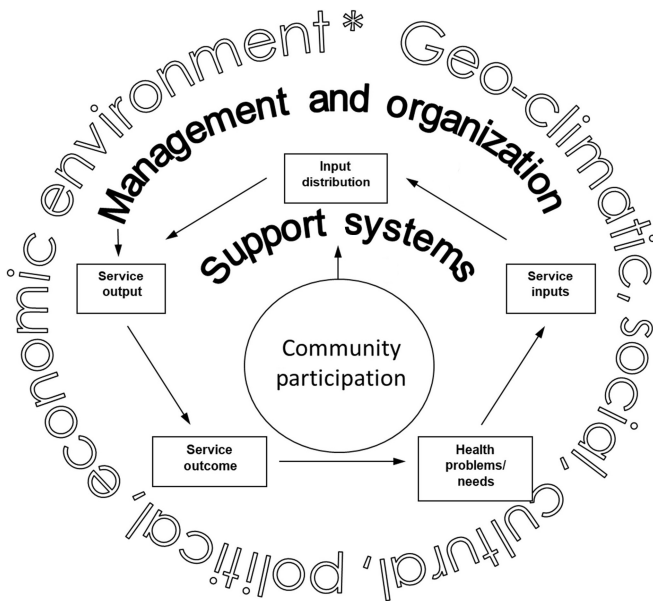 Geo-climatic, social, cultural, political, economic environment*
Management and organization
Input
distribution
Support systems
Service
output
Service
inputs
Community
participation
Service
outcome
Health
problems/
needs